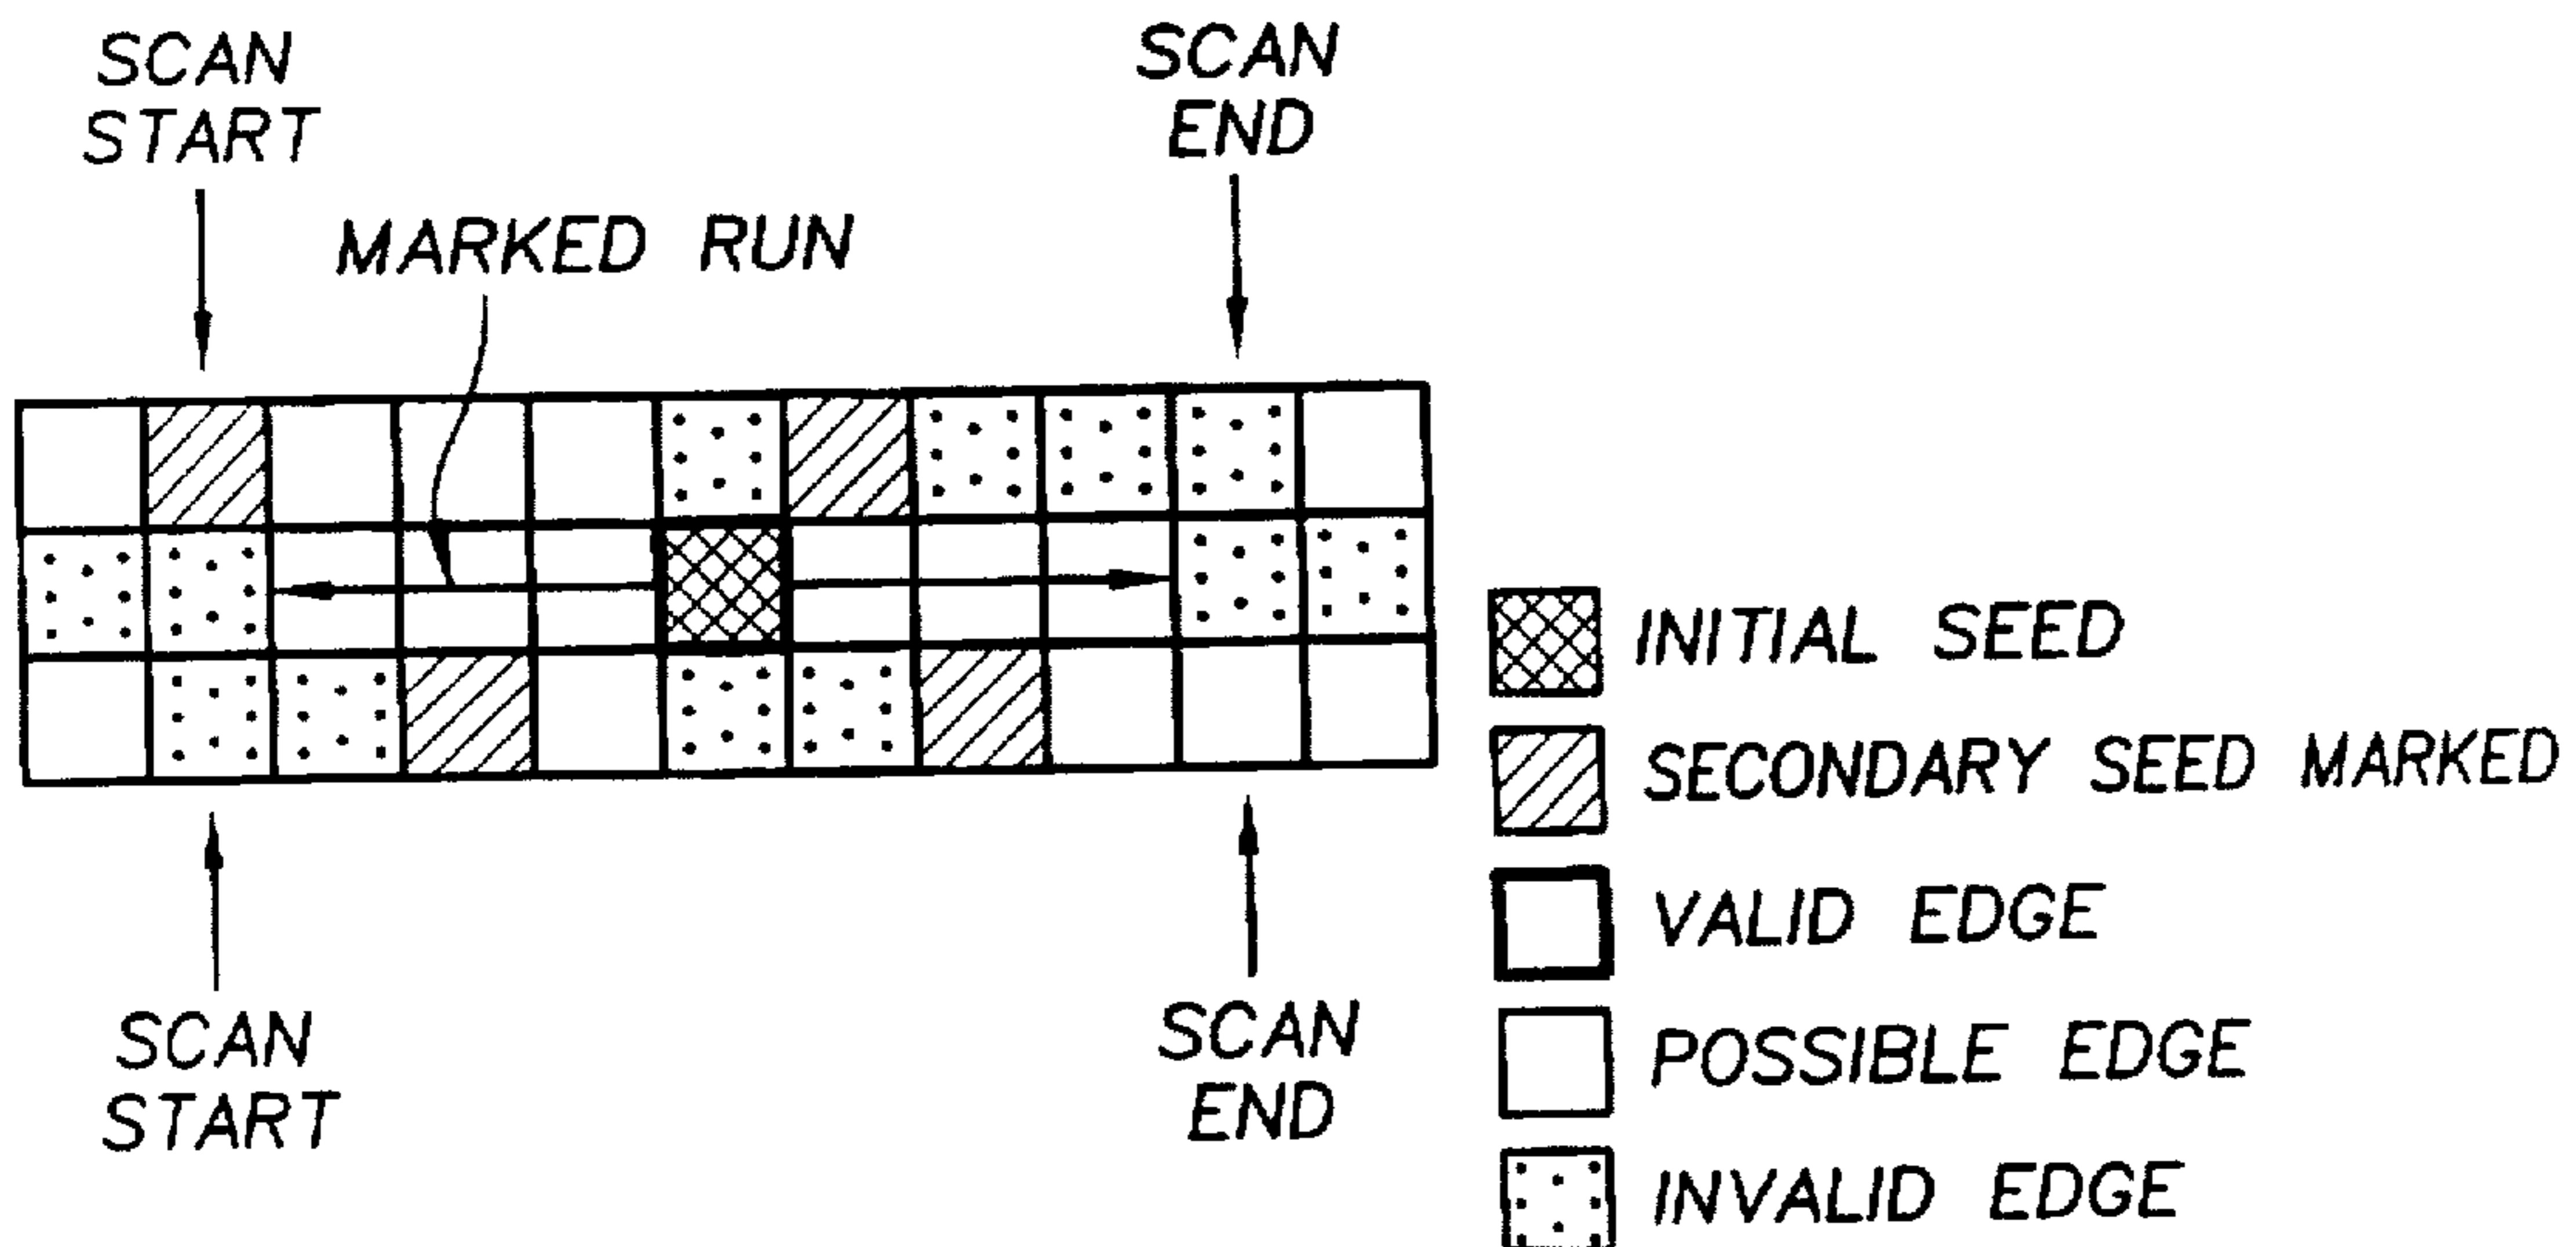 SCAN
START
SCAN
END
MARKED RUN
INITIAL SEED
SECONDARY SEED MARKED
VALID EDGE
POSSIBLE EDGE
INVALID EDGE
SCAN
START
SCAN
END